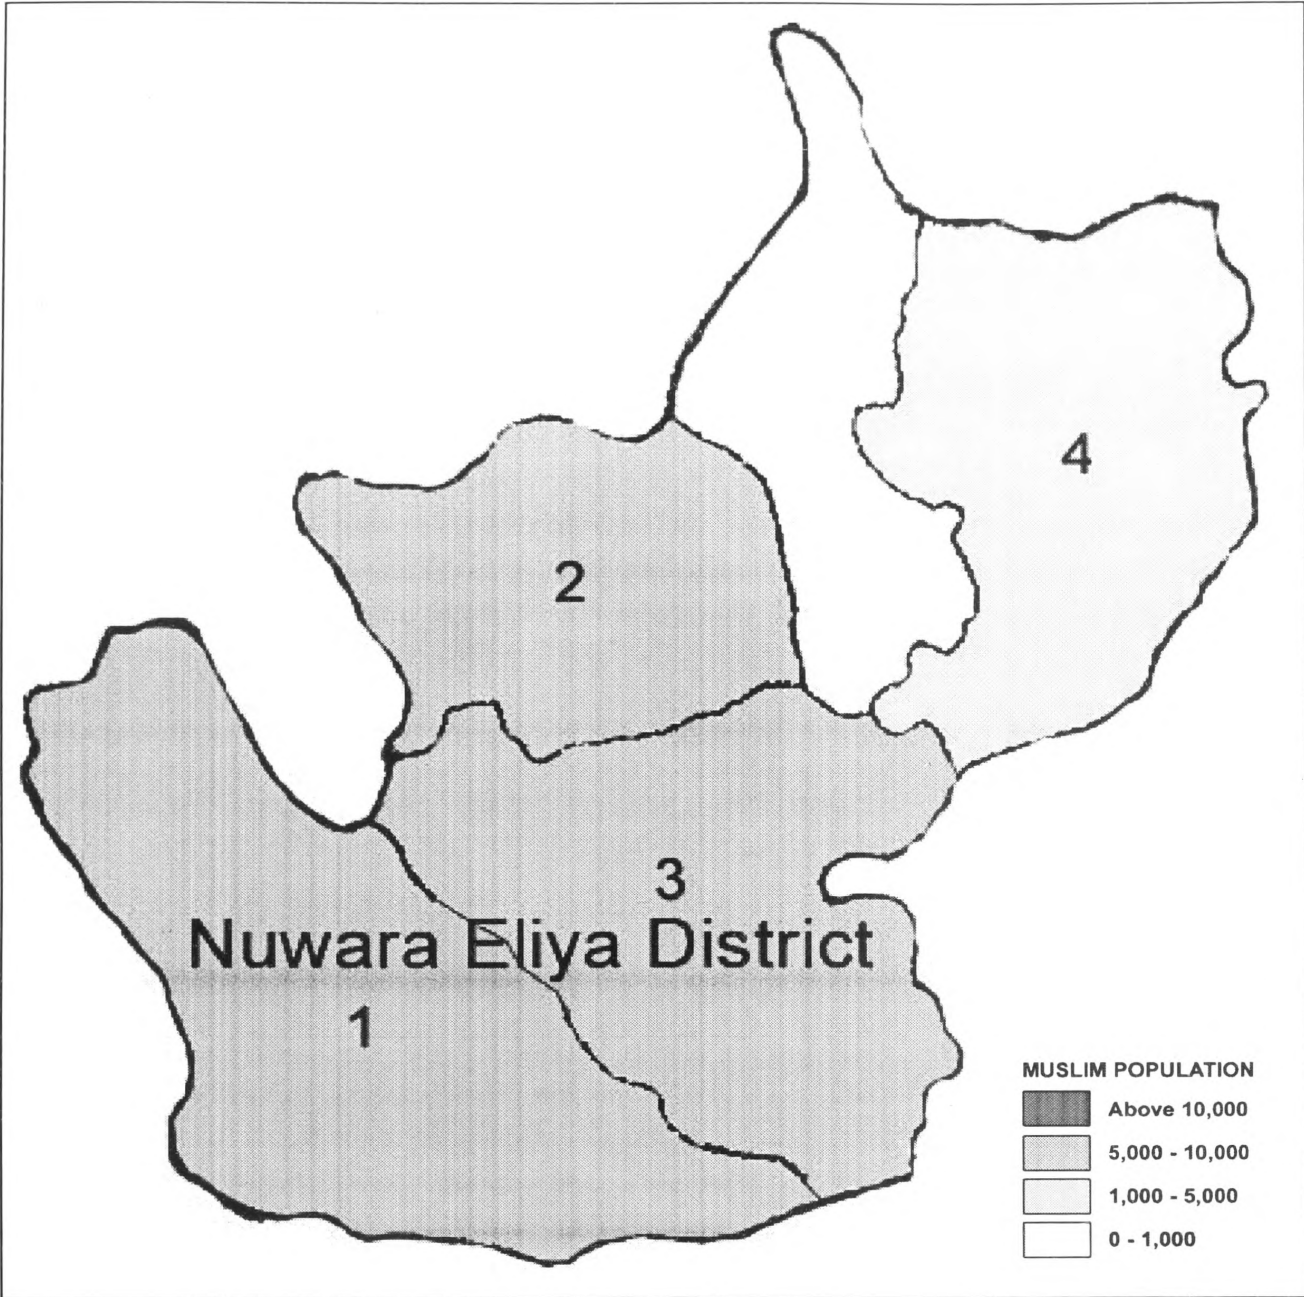 4
2
3
Nuwara Eliya District
1
MUSLIM POPULATION
Above 10,000
5,000 - 10,000
1,000 - 5,000
0 - 1,000